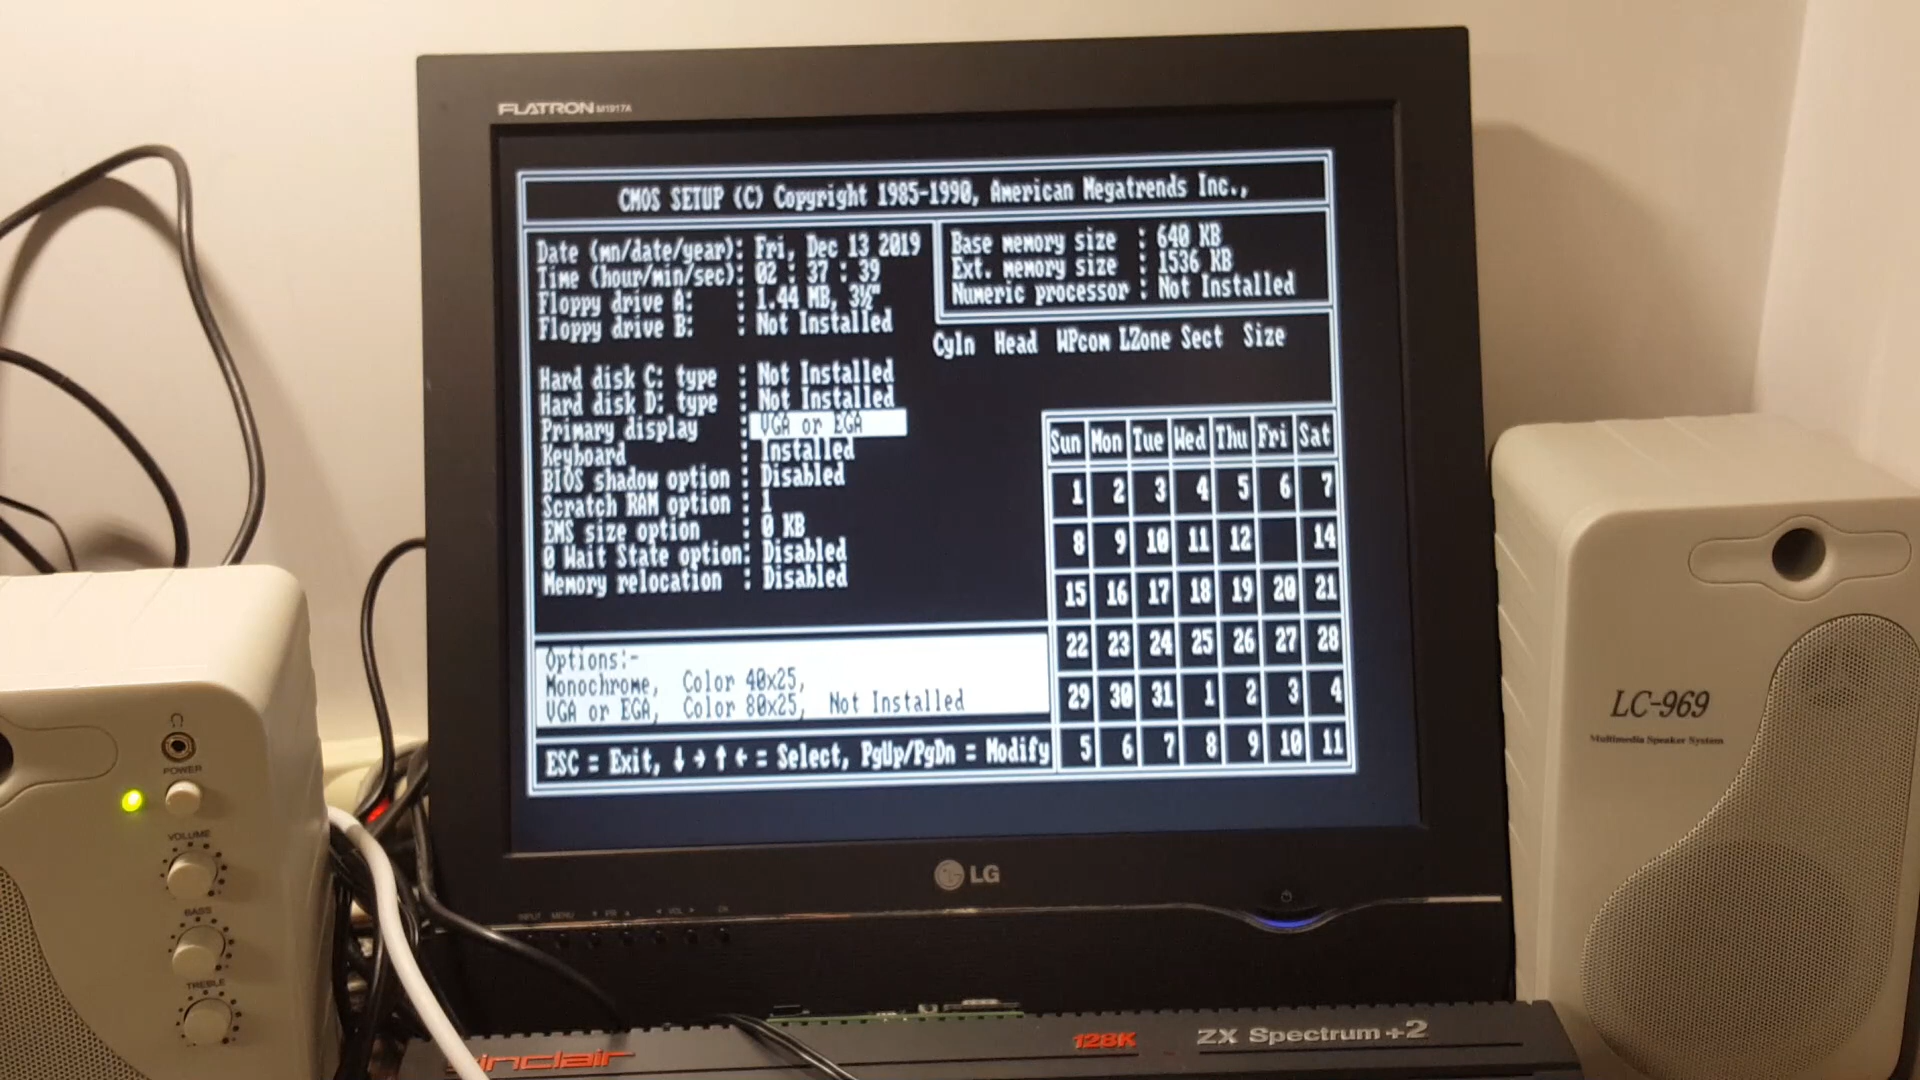 FLATRON M1917A
CMOS SETUP (C) Copyright 1985-1990, American Megatrends Inc.,
Date (mn/date/year): Fri, Dec 13 2019
Time (hour/min/sec): 02 : 37 : 39
Floppy drive A: : 1.44 MB, 3½"
Floppy drive B: : Not Installed
Base memory size : 640 KB
Ext. memory size : 1536 KB
Numeric processor : Not Installed
Cyln Head WPcom LZone Sect Size
Hard disk C: type : Not Installed
Hard disk D: type : Not Installed
Primary display : VGA or EGA
Keyboard : Installed
BIOS shadow option : Disabled
Scratch RAM option : 1
EMS size option : 0 KB
0 Wait State option: Disabled
Memory relocation : Disabled
Sun Mon Tue Wed Thu Fri Sat
1 2 3 4 5 6 7
8 9 10 11 12 14
15 16 17 18 19 20 21
22 23 24 25 26 27 28
29 30 31 1 2 3 4
5 6 7 8 9 10 11
Options:-
Monochrome, Color 40x25,
VGA or EGA, Color 80x25, Not Installed
ESC = Exit, ↓→↑← = Select, PgUp/PgDn = Modify
LG
INPUT MENU
POWER
VOLUME
BASS
TREBLE
LC-969
Multimedia Speaker System
sinclair
128K
ZX Spectrum +2